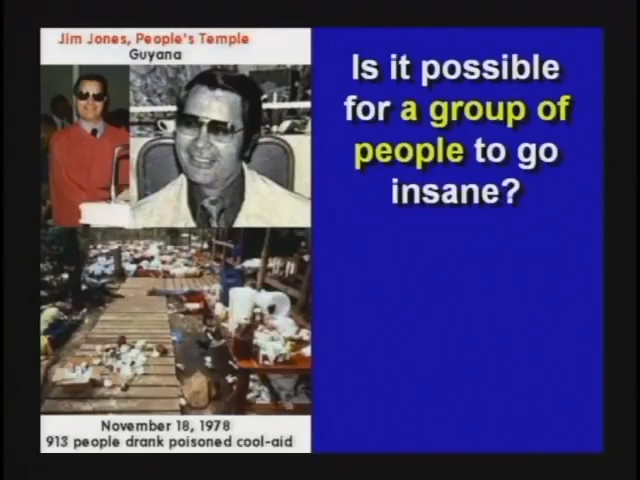 Jim Jones, People's Temple
Guyana
November 18, 1978
913 people drank poisoned cool-aid
Is it possible
for a group of
people to go
insane?